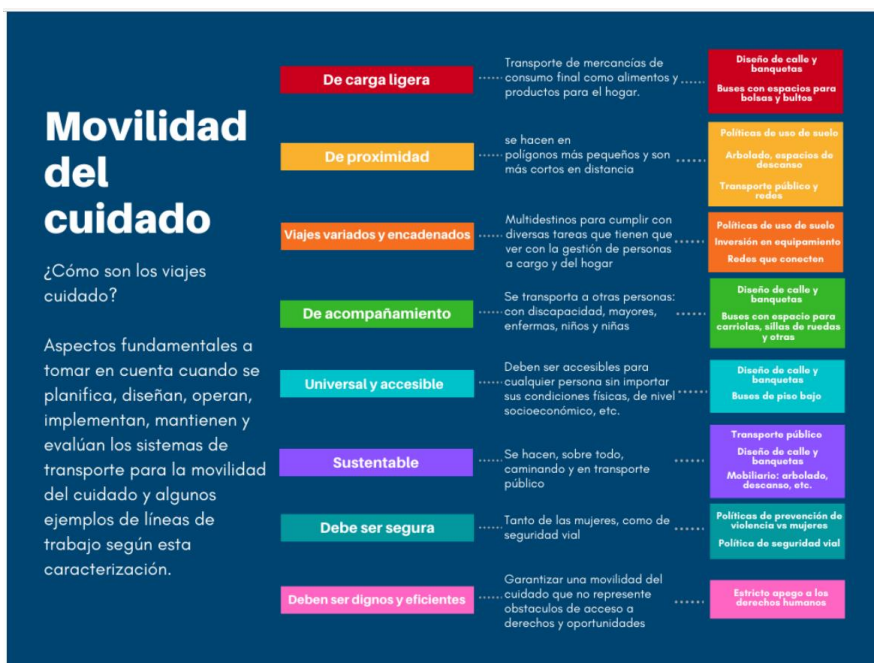 Movilidad
del
cuidado
¿Cómo son los viajes
cuidado?
Aspectos fundamentales a
tomar en cuenta cuando se
planifica, diseñan, operan,
implementan, mantienen y
evalúan los sistemas de
transporte para la movilidad
del cuidado y algunos
ejemplos de líneas de
trabajo según esta
caracterización.
De carga ligera
Transporte de mercancías de
consumo final como alimentos y
productos para el hogar.
Diseño de calle y
banquetas
Buses con espacios para
bolsas y bultos
De proximidad
se hacen en
polígonos más pequeños y son
más cortos en distancia
Políticas de uso de suelo
Arbolado, espacios de
descanso
Transporte público y
redes
Viajes variados y encadenados
Multidestinos para cumplir con
diversas tareas que tienen que
ver con la gestión de personas
a cargo y del hogar
Políticas de uso de suelo
Inversión en equipamiento
Redes que conecten
De acompañamiento
Se transporta a otras personas:
con discapacidad, mayores,
enfermas, niños y niñas
Diseño de calle y
banquetas
Buses con espacio para
carriolas, sillas de ruedas
y otras
Universal y accesible
Deben ser accesibles para
cualquier persona sin importar
sus condiciones físicas, de nivel
socioeconómico, etc.
Diseño de calle y
banquetas
Buses de piso bajo
Sustentable
Se hacen, sobre todo,
caminando y en transporte
público
Transporte público
Diseño de calle y
banquetas
Mobiliario: arbolado,
descanso, etc.
Debe ser segura
Tanto de las mujeres, como de
seguridad vial
Políticas de prevención de
violencia vs mujeres
Política de seguridad vial
Deben ser dignos y eficientes
Garantizar una movilidad del
cuidado que no represente
obstaculos de acceso a
derechos y oportunidades
Estricto apego a los
derechos humanos